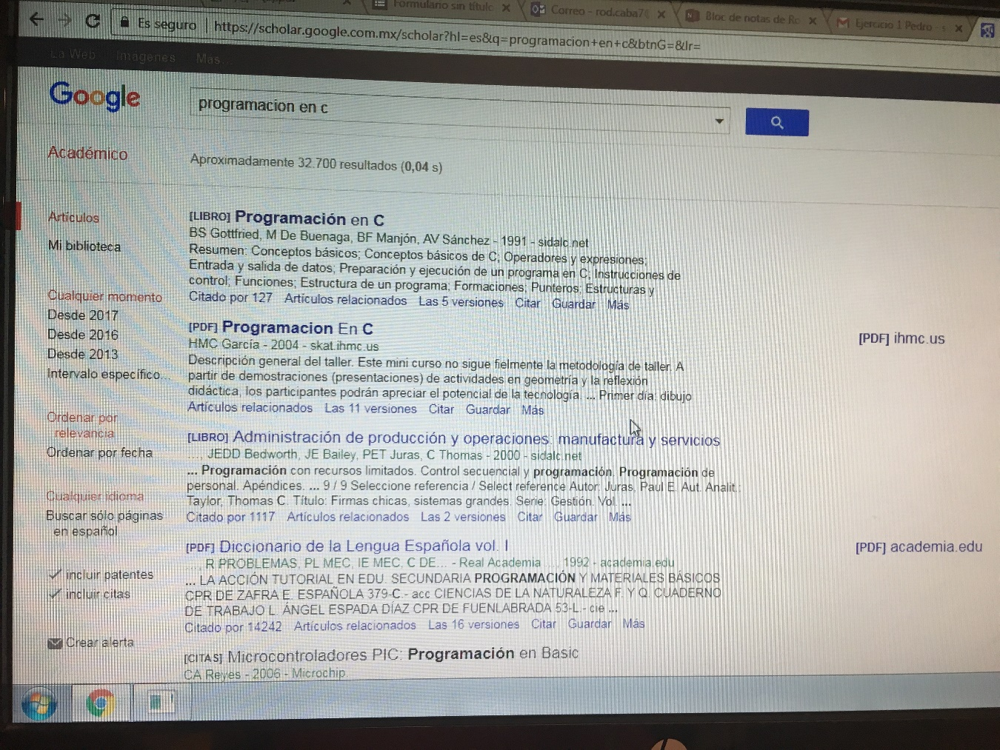 Formulario sin título
Correo - rod.caba7
Bloc de notas de Ro
Ejercicio 1 Pedro - s
Es seguro | https://scholar.google.com.mx/scholar?hl=es&q=programacion+en+c&btnG=&lr=
La Web Imágenes Más...
Google
programacion en c
Académico
Aproximadamente 32.700 resultados (0,04 s)
Artículos
Mi biblioteca
Cualquier momento
Desde 2017
Desde 2016
Desde 2013
Intervalo específico...
Ordenar por
relevancia
Ordenar por fecha
Cualquier idioma
Buscar sólo páginas
en español
incluir patentes
incluir citas
Crear alerta
[LIBRO] Programación en C
BS Gottfried, M De Buenaga, BF Manjón, AV Sánchez - 1991 - sidalc.net
Resumen: Conceptos básicos; Conceptos básicos de C; Operadores y expresiones;
Entrada y salida de datos; Preparación y ejecución de un programa en C; Instrucciones de
control; Funciones; Estructura de un programa; Formaciones; Punteros; Estructuras y
Citado por 127 Artículos relacionados Las 5 versiones Citar Guardar Más
[PDF] Programacion En C
HMC García - 2004 - skat.ihmc.us
Descripción general del taller. Este mini curso no sigue fielmente la metodología de taller. A
partir de demostraciones (presentaciones) de actividades en geometría y la reflexión
didáctica, los participantes podrán apreciar el potencial de la tecnología. ... Primer día: dibujo
Artículos relacionados Las 11 versiones Citar Guardar Más
[PDF] ihmc.us
[LIBRO] Administración de producción y operaciones: manufactura y servicios
..., JEDD Bedworth, JE Bailey, PET Juras, C Thomas - 2000 - sidalc.net
... Programación con recursos limitados. Control secuencial y programación. Programación de
personal. Apéndices. ... 9 / 9 Seleccione referencia / Select reference Autor: Juras, Paul E. Aut. Analit.:
Taylor, Thomas C. Título: Firmas chicas, sistemas grandes. Serie: Gestión. Vol. ...
Citado por 1117 Artículos relacionados Las 2 versiones Citar Guardar Más
[PDF] Diccionario de la Lengua Española vol. I
..., R PROBLEMAS, PL MEC, IE MEC, C DE... - Real Academia ..., 1992 - academia.edu
... LA ACCIÓN TUTORIAL EN EDU. SECUNDARIA PROGRAMACIÓN Y MATERIALES BÁSICOS
CPR DE ZAFRA E. ESPAÑOLA 379-C.- acc CIENCIAS DE LA NATURALEZA F. Y Q. CUADERNO
DE TRABAJO L. ÁNGEL ESPADA DÍAZ CPR DE FUENLABRADA 53-L.- cie ...
Citado por 14242 Artículos relacionados Las 16 versiones Citar Guardar Más
[PDF] academia.edu
[CITAS] Microcontroladores PIC: Programación en Basic
CA Reyes - 2006 - Microchip